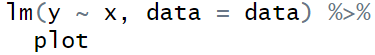 lm(y ~ x, data = data) %>%
  plot